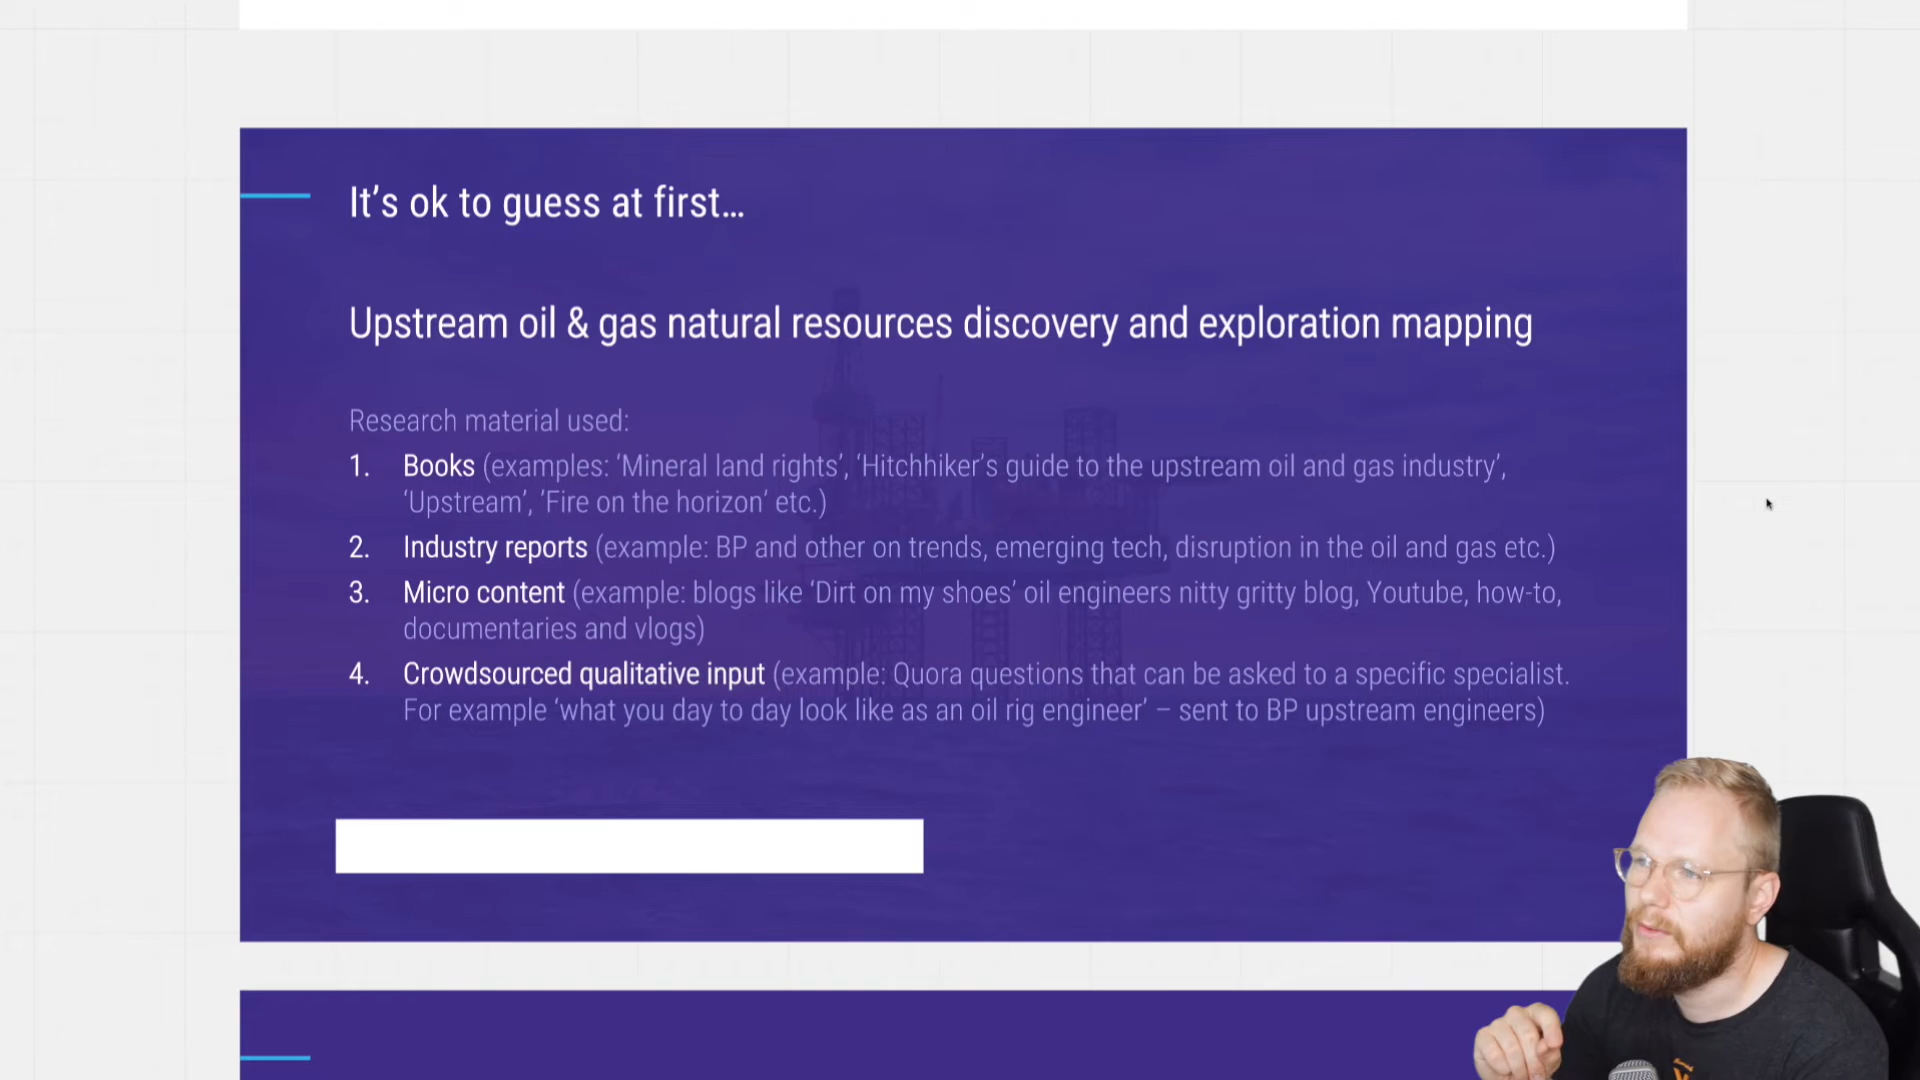 It's ok to guess at first…
Upstream oil & gas natural resources discovery and exploration mapping
Research material used:
1. Books (examples: ‘Mineral land rights’, ‘Hitchhiker’s guide to the upstream oil and gas industry’,
‘Upstream’, ’Fire on the horizon’ etc.)
2. Industry reports (example: BP and other on trends, emerging tech, disruption in the oil and gas etc.)
3. Micro content (example: blogs like ‘Dirt on my shoes’ oil engineers nitty gritty blog, Youtube, how-to,
documentaries and vlogs)
4. Crowdsourced qualitative input (example: Quora questions that can be asked to a specific specialist.
For example ‘what you day to day look like as an oil rig engineer’ – sent to BP upstream engineers)